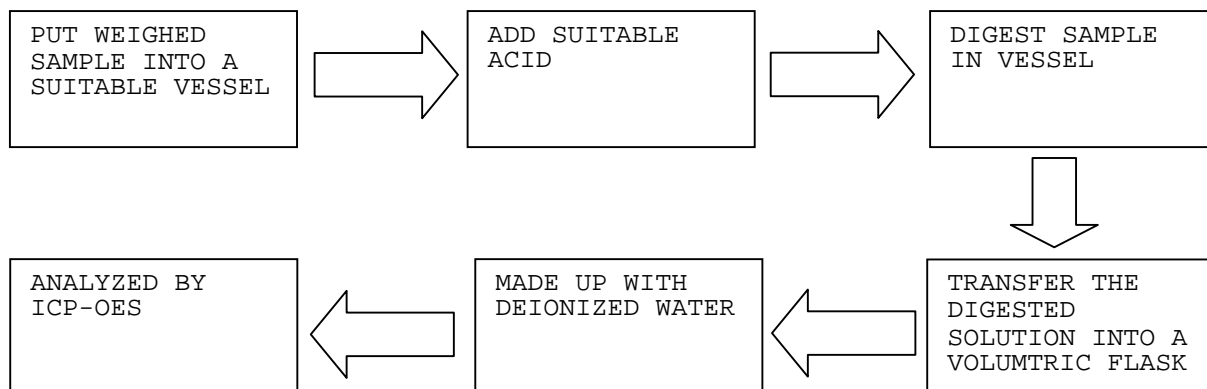 PUT WEIGHED
SAMPLE INTO A
SUITABLE VESSEL
ADD SUITABLE
ACID
DIGEST SAMPLE
IN VESSEL
TRANSFER THE
DIGESTED
SOLUTION INTO A
VOLUMTRIC FLASK
MADE UP WITH
DEIONIZED WATER
ANALYZED BY
ICP-OES